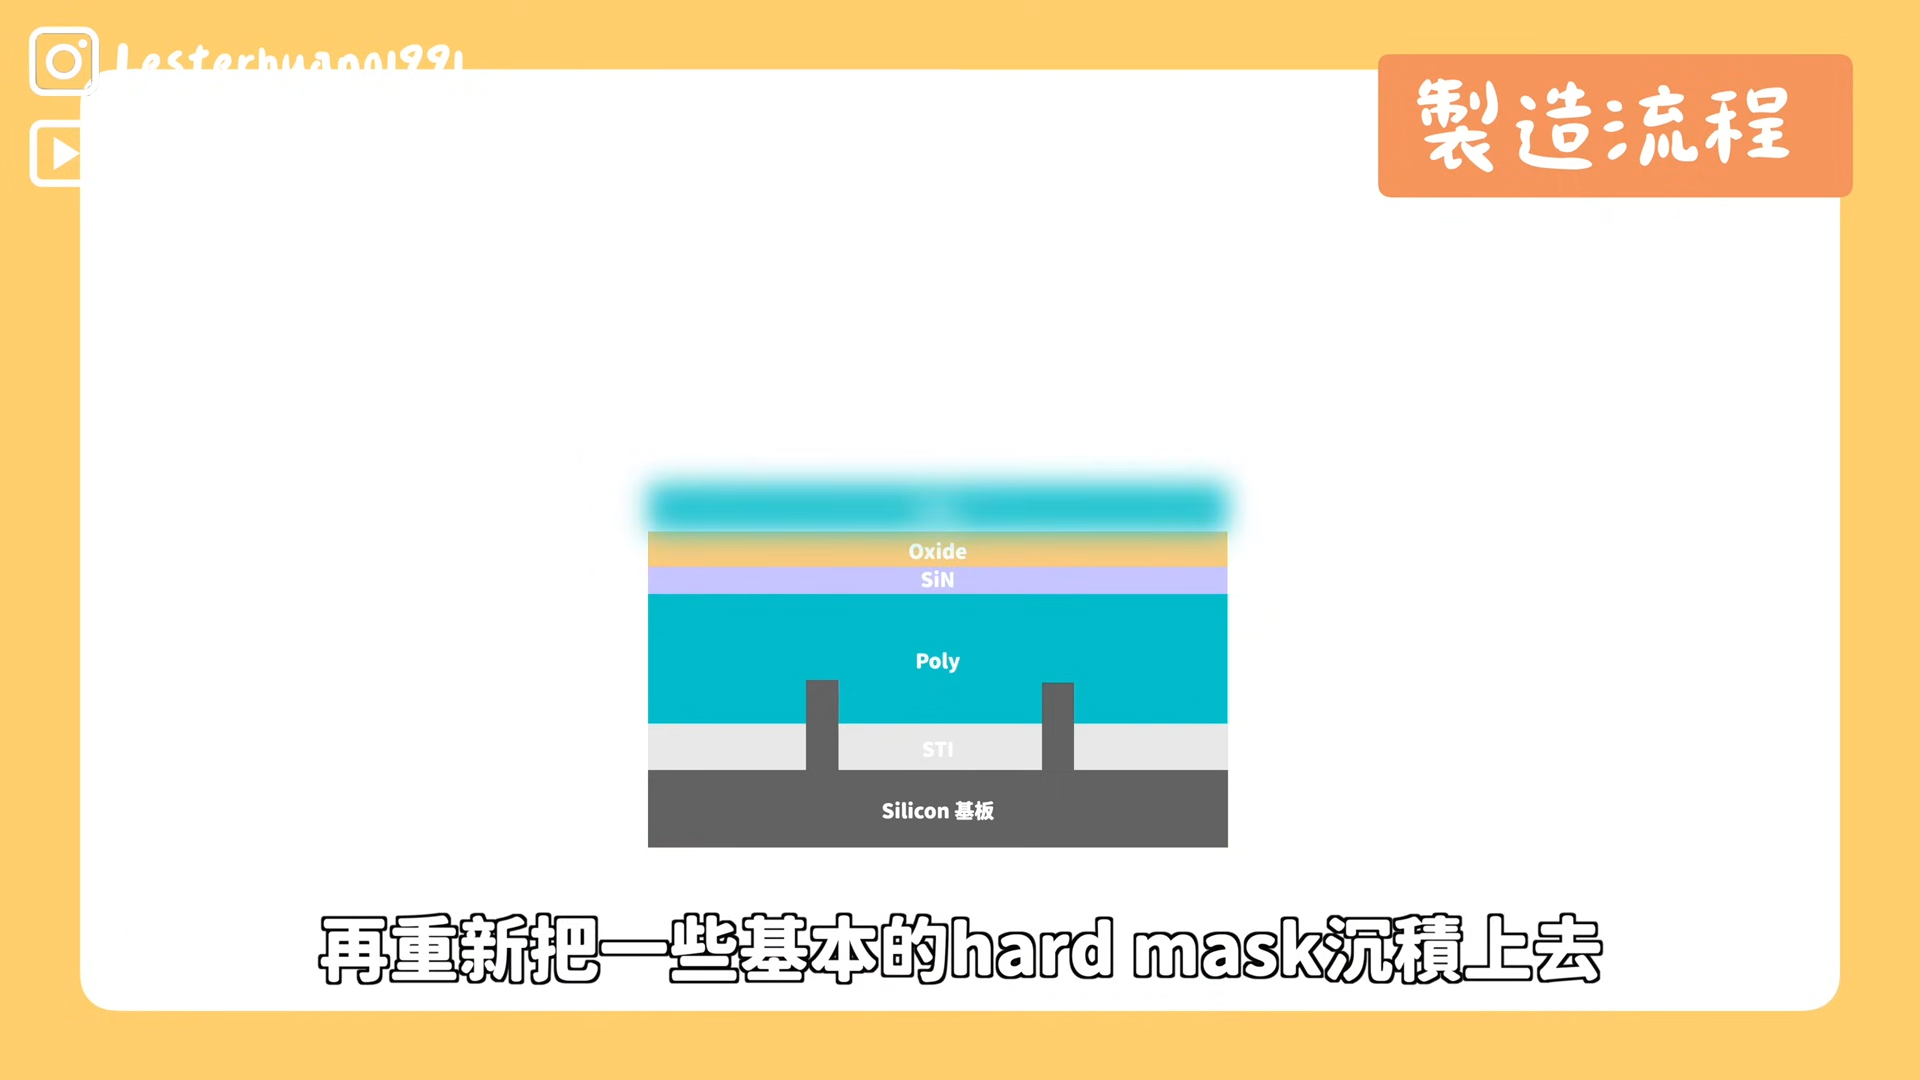 Lesterhuang1991
製造流程
Oxide
SiN
Poly
STI
Silicon 基板
再重新把一些基本的hard mask沉積上去